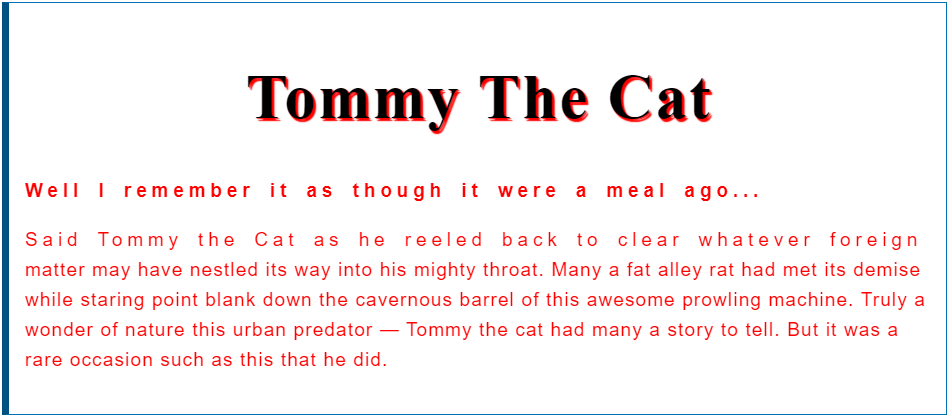 Tommy The Cat
Well I remember it as though it were a meal ago...
Said Tommy the Cat as he reeled back to clear whatever foreign
matter may have nestled its way into his mighty throat. Many a fat alley rat had met its demise
while staring point blank down the cavernous barrel of this awesome prowling machine. Truly a
wonder of nature this urban predator — Tommy the cat had many a story to tell. But it was a
rare occasion such as this that he did.